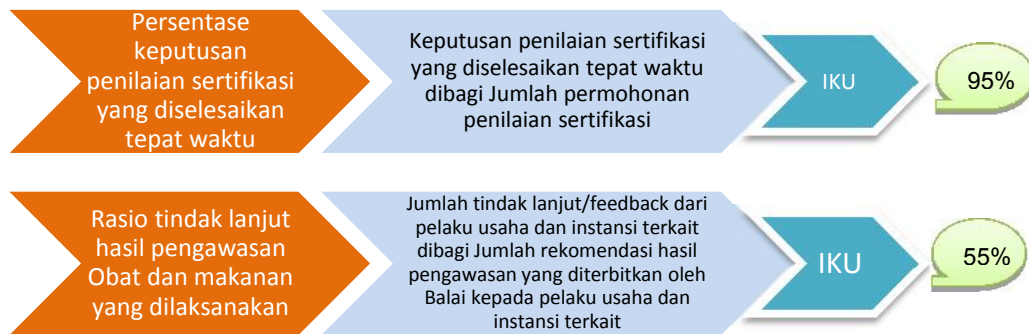 Persentase
keputusan
penilaian sertifikasi
yang diselesaikan
tepat waktu
Keputusan penilaian sertifikasi
yang diselesaikan tepat waktu
dibagi Jumlah permohonan
penilaian sertifikasi
IKU
95%
Rasio tindak lanjut
hasil pengawasan
Obat dan makanan
yang dilaksanakan
Jumlah tindak lanjut/feedback dari
pelaku usaha dan instansi terkait
dibagi Jumlah rekomendasi hasil
pengawasan yang diterbitkan oleh
Balai kepada pelaku usaha dan
instansi terkait
IKU
55%